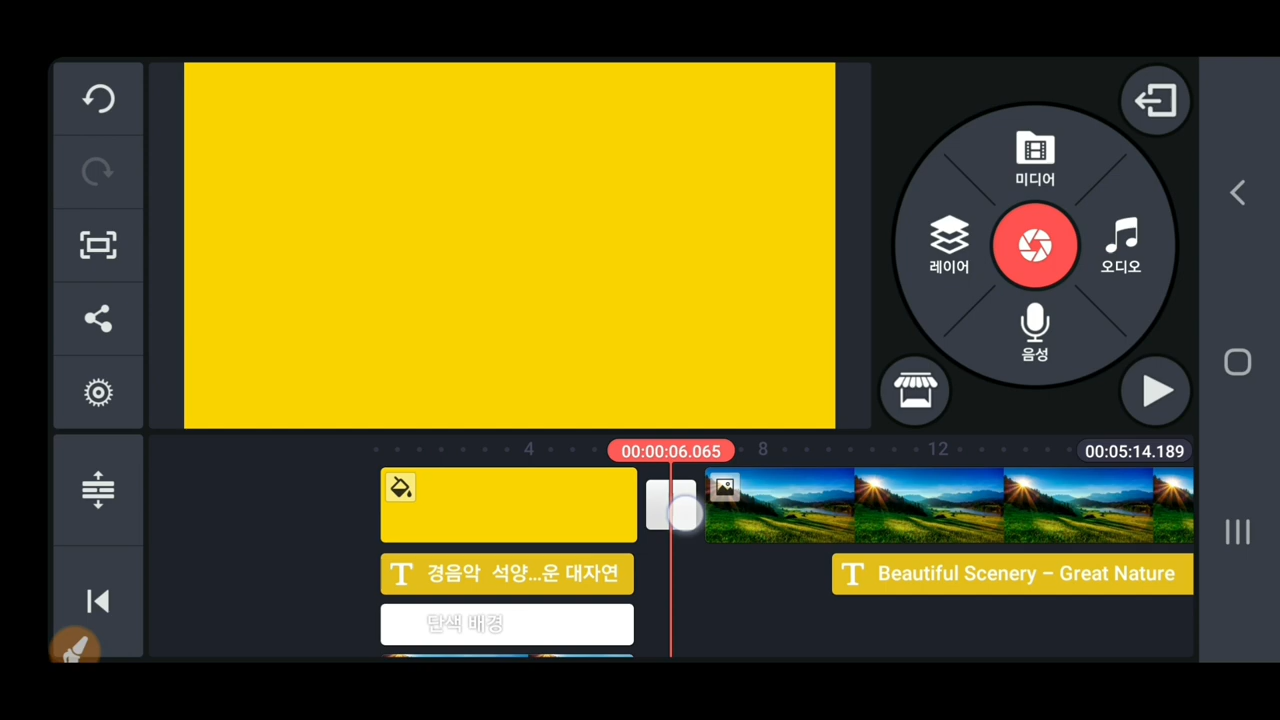 미디어
레이어
오디오
음성
4
00:00:06.065
8
12
00:05:14.189
경음악 석양...운 대자연
Beautiful Scenery – Great Nature
단색 배경